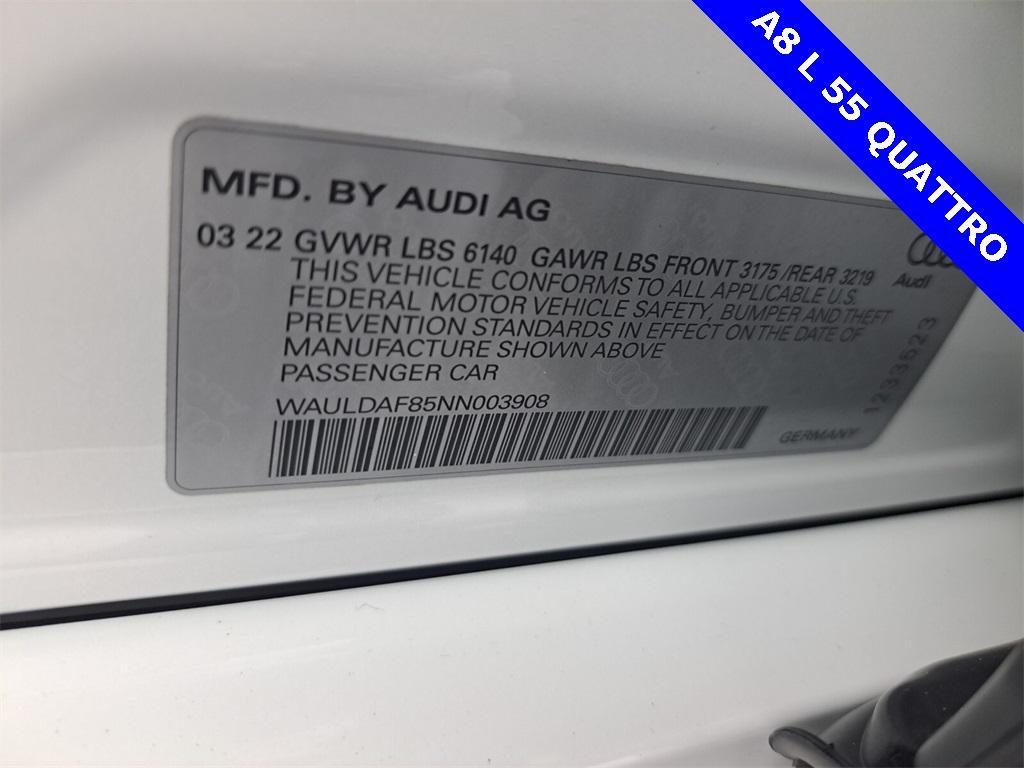 A8 L 55 QUATTRO
MFD. BY AUDI AG
03 22 GVWR LBS 6140 GAWR LBS FRONT 3175 /REAR 3219
THIS VEHICLE CONFORMS TO ALL APPLICABLE U.S.
FEDERAL MOTOR VEHICLE SAFETY, BUMPER AND THEFT
PREVENTION STANDARDS IN EFFECT ON THE DATE OF
MANUFACTURE SHOWN ABOVE
PASSENGER CAR
WAULDAF85NN003908
GERMANY
Audi
1233623